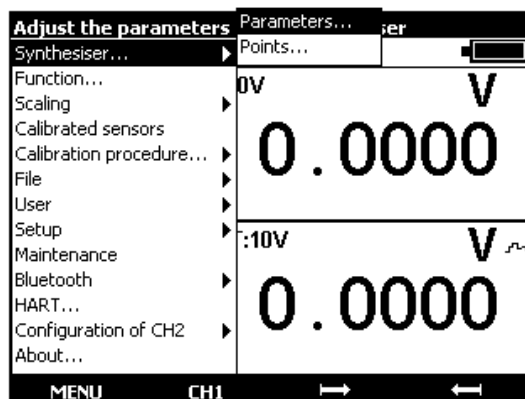 Adjust the parameters
ser
Parameters...
Points...
Synthesiser...
Function...
Scaling
Calibrated sensors
Calibration procedure...
File
User
Setup
Maintenance
Bluetooth
HART...
Configuration of CH2
About...
0V
V
0.0000
:10V
V
0.0000
MENU
CH1